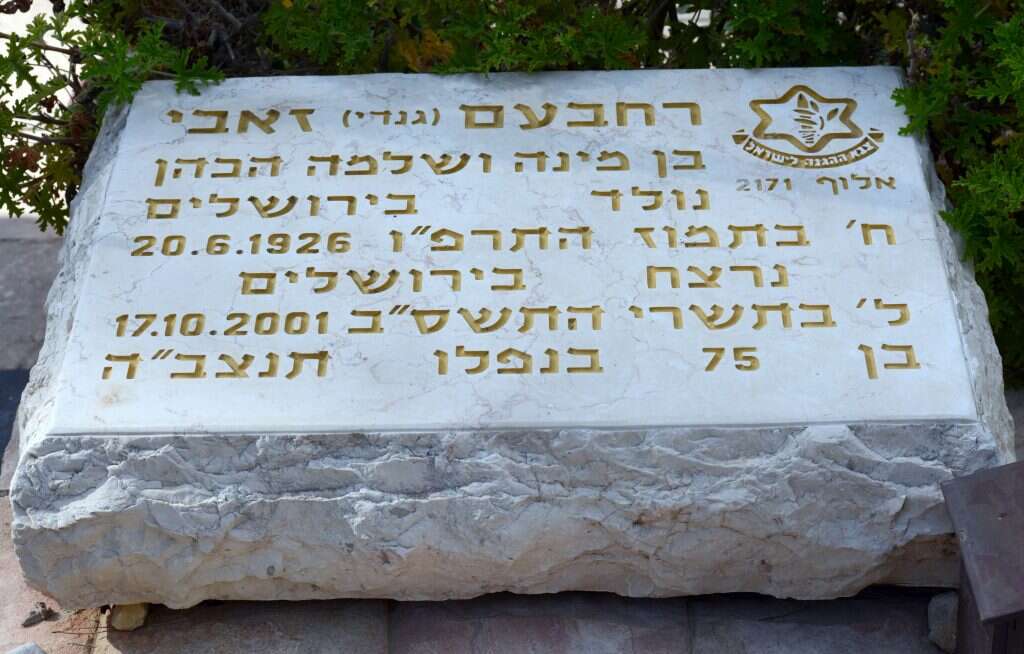 רחבעם (גנדי) זאבי
צבא ההגנה לישראל
אלוף 2171
בן מינה ושלמה הבהן
נולד בירושלים
ח׳ בתמוז התרפ״ו 20.6.1926
נרצח בירושלים
ל׳ בתשרי התשס״ב 17.10.2001
בן 75 בנפלו תנצב״ה